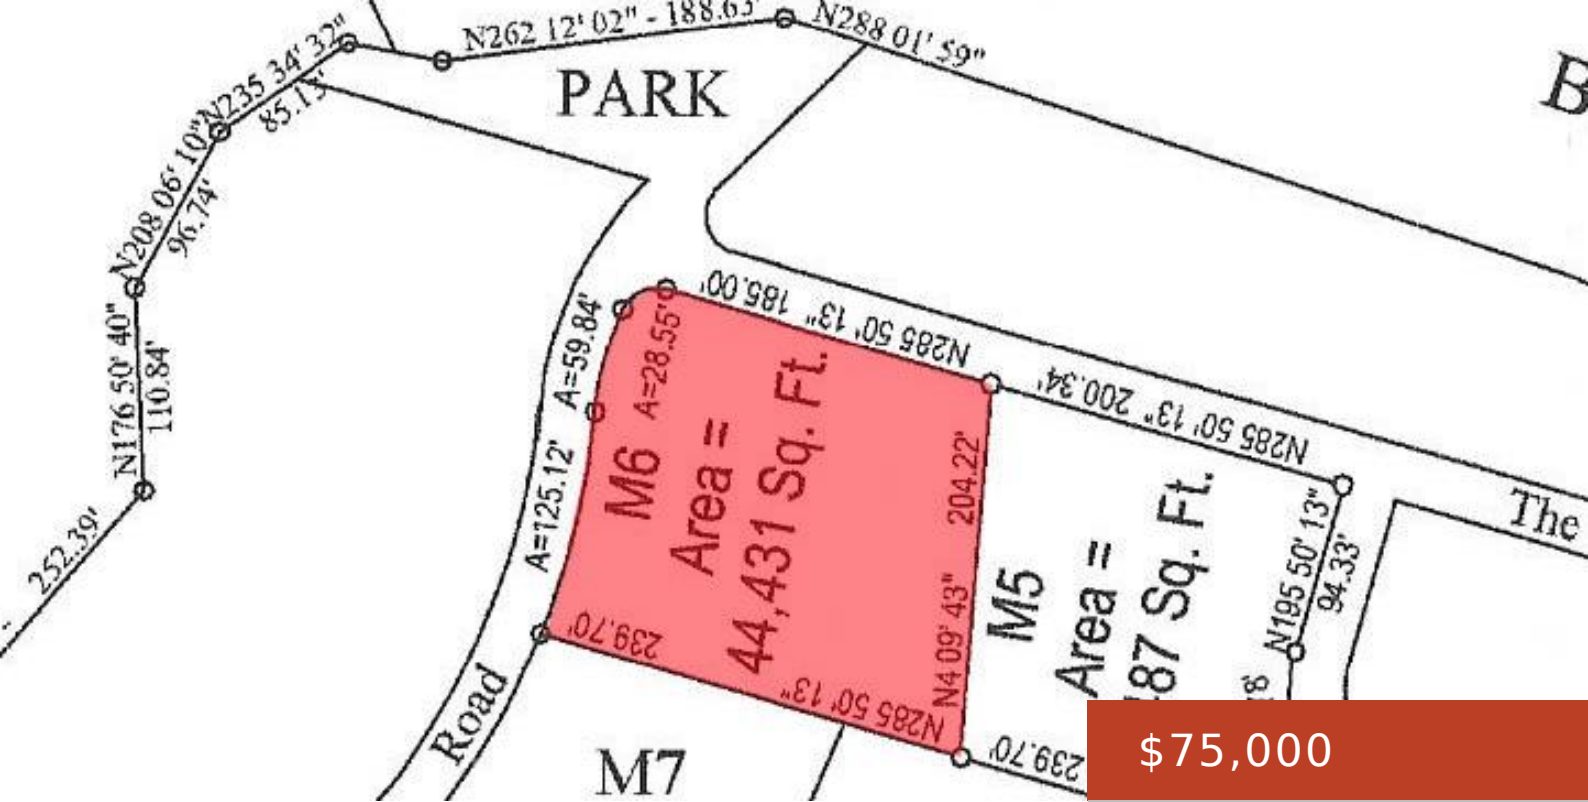 N262 12' 02" - 188.63'
N288 01' 59"
N235 34' 32"
85.13'
PARK
N208 06' 10"
96.74'
N176 50' 40"
110.84'
252.39'
A=59.84'
A=28.55'
A=125.12'
N285 50' 13" 185.00'
M6
Area =
44,431 Sq. Ft.
N4 09' 43" 204.22'
N285 50' 13" 239.70'
N285 50' 13" 200.34'
M5
Area =
87 Sq. Ft.
N195 50' 13"
94.33'
The
Road
M7
239.70'
$75,000